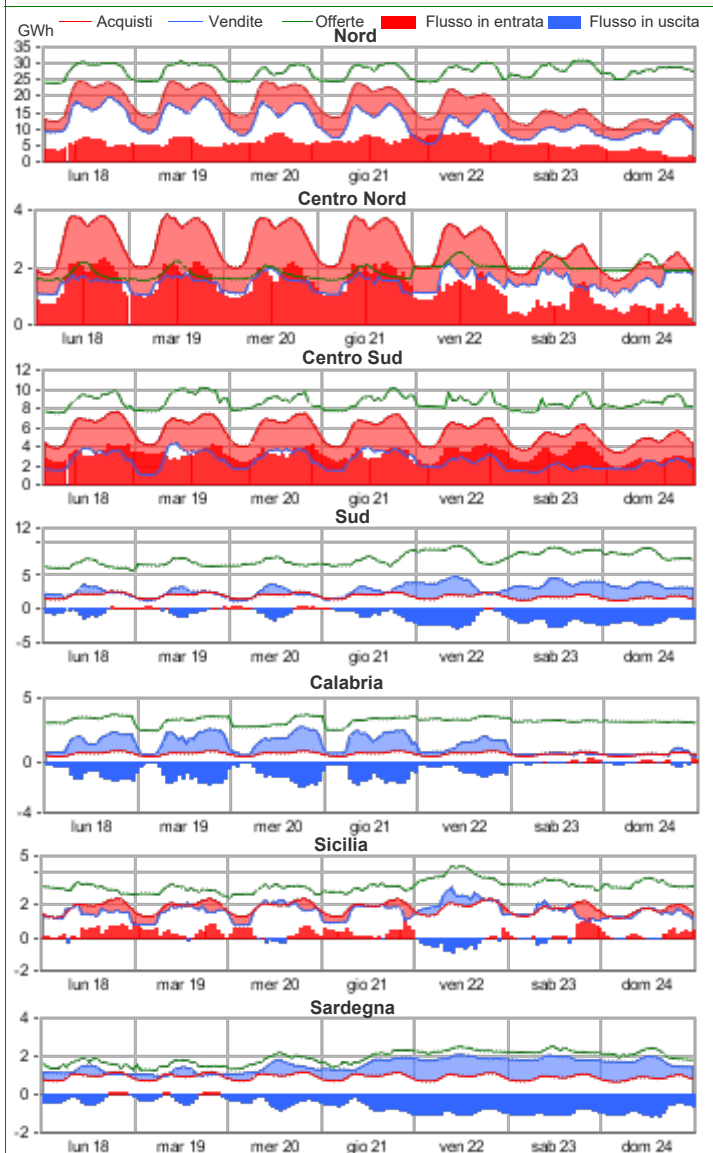 GWh Acquisti Vendite Offerte Flusso in entrata Flusso in uscita
Nord
35
30
25
20
15
10
5
0
lun 18 mar 19 mer 20 gio 21 ven 22 sab 23 dom 24
Centro Nord
4
2
0
lun 18 mar 19 mer 20 gio 21 ven 22 sab 23 dom 24
Centro Sud
12
10
8
6
4
2
0
lun 18 mar 19 mer 20 gio 21 ven 22 sab 23 dom 24
Sud
12
5
0
-5
lun 18 mar 19 mer 20 gio 21 ven 22 sab 23 dom 24
Calabria
5
0
-4
lun 18 mar 19 mer 20 gio 21 ven 22 sab 23 dom 24
Sicilia
5
2
0
-2
lun 18 mar 19 mer 20 gio 21 ven 22 sab 23 dom 24
Sardegna
4
2
0
-2
lun 18 mar 19 mer 20 gio 21 ven 22 sab 23 dom 24